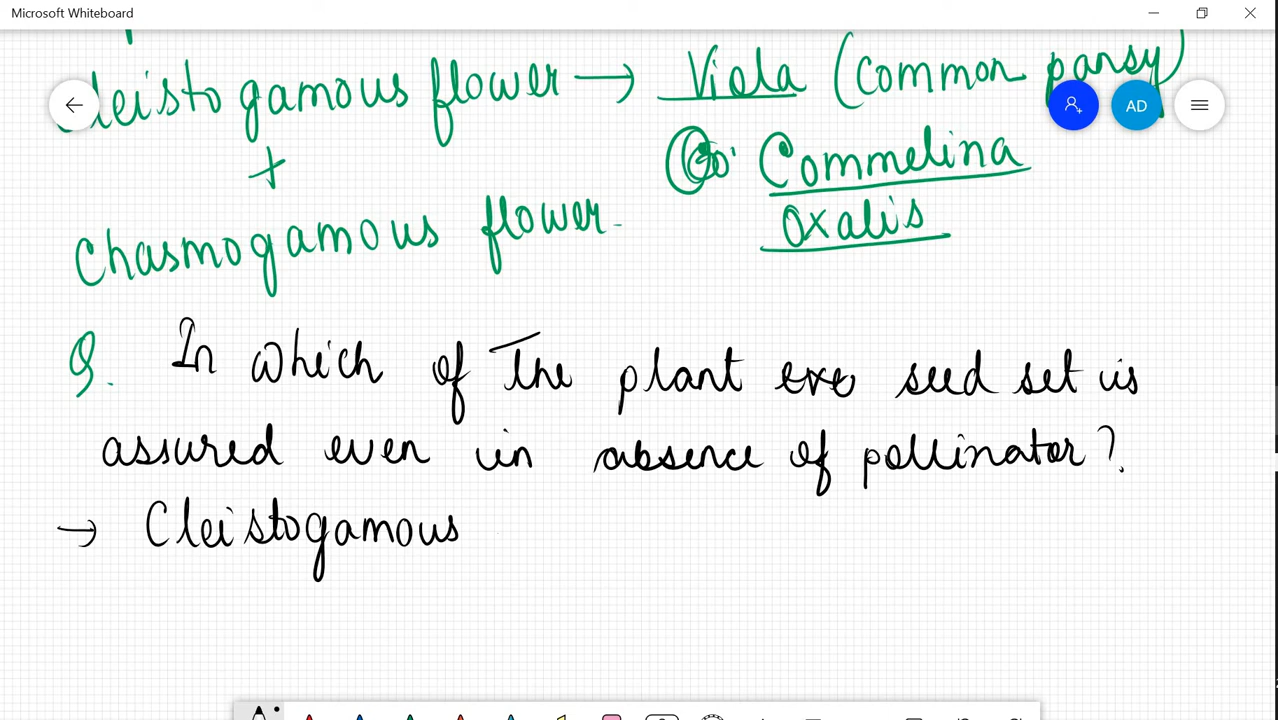 Microsoft Whiteboard
Cleistogamous flower → Viola (Common pansy)
+
Commelina
Chasmogamous flower.
Oxalis
AD
Q. In which of the plant seed set is
assured even in absence of pollinator?
→ Cleistogamous